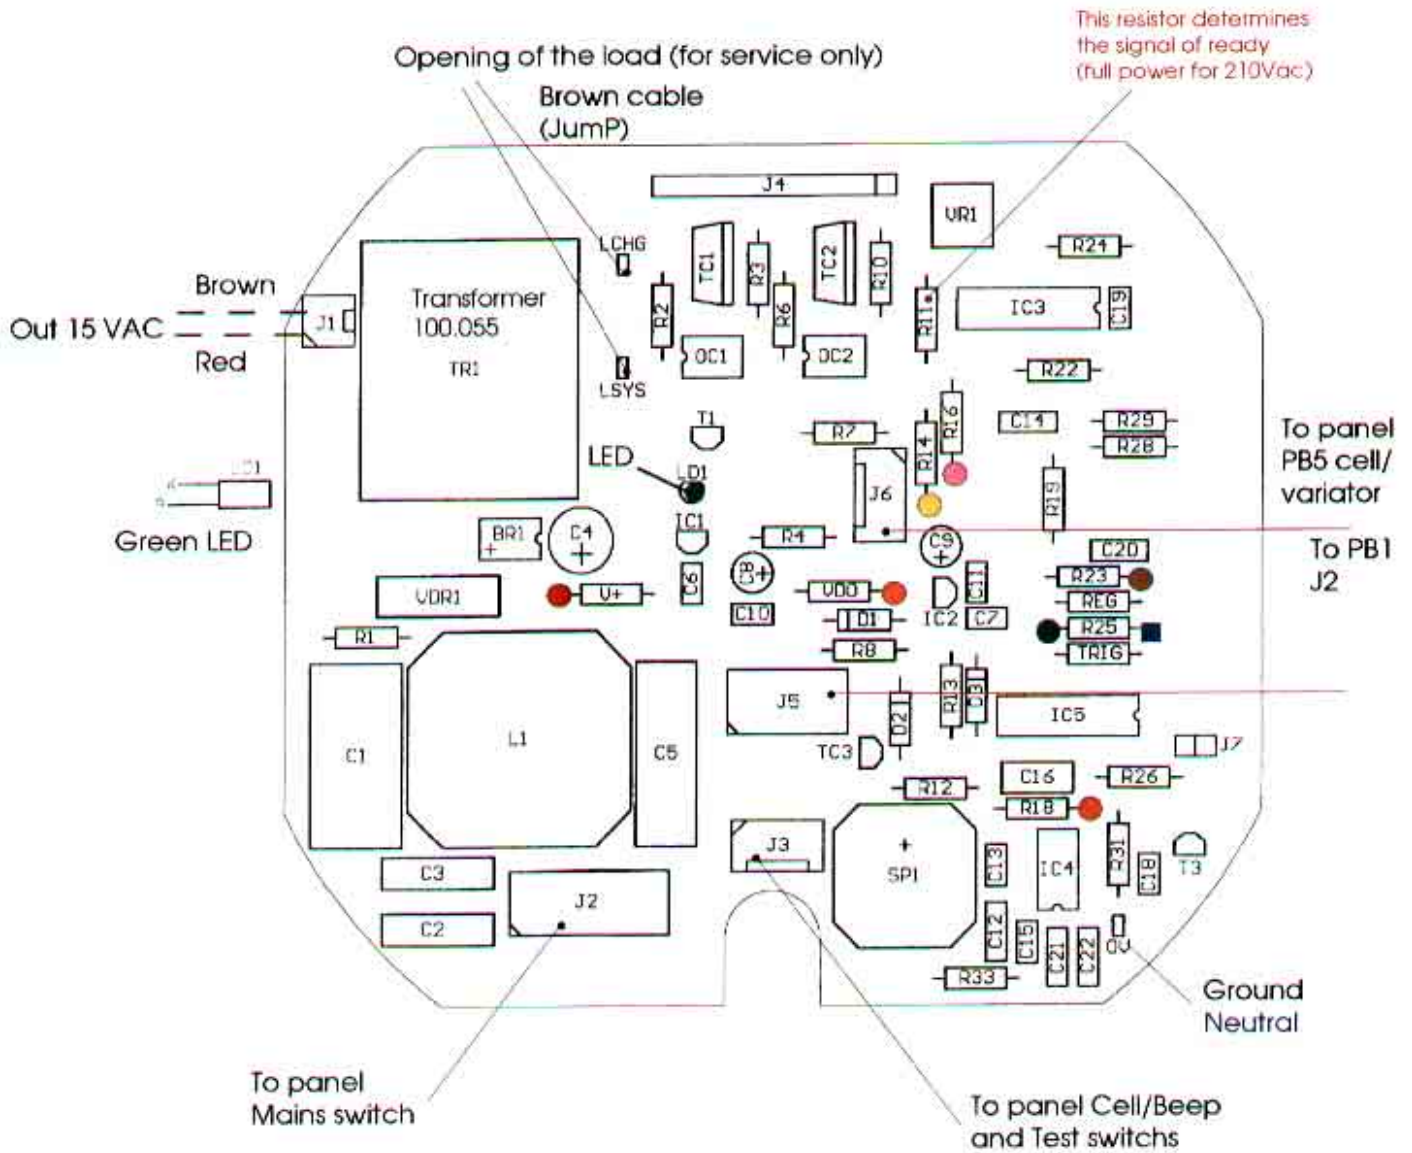 This resistor determines
the signal of ready
(full power for 210Vac)
Opening of the load (for service only)
Brown cable
(JumP)
J4
VR1
LCHG
TC1
R3
TC2
R10
R24
Brown
Out 15 VAC
Red
J1
Transformer
100.055
TR1
R2
R6
R11
IC3
C19
OC1
OC2
LSYS
R22
T1
R7
R14
R16
C14
R29
R28
To panel
PB5 cell/
variator
LED
LD1
LD1
J6
R19
Green LED
BR1
+
C4
+
IC1
R4
C9
+
C20
To PB1
J2
VDR1
V+
C6
C8
+
C10
VDO
D1
IC2
C11
C7
R23
REG
R25
TRIG
R1
R8
J5
D2
R13
D3
IC5
J7
C1
L1
C5
TC3
R12
C16
R26
R18
J3
+
SP1
C13
IC4
R31
C18
T3
C3
C2
J2
C12
C15
C21
C22
0V
R33
Ground
Neutral
To panel
Mains switch
To panel Cell/Beep
and Test switchs